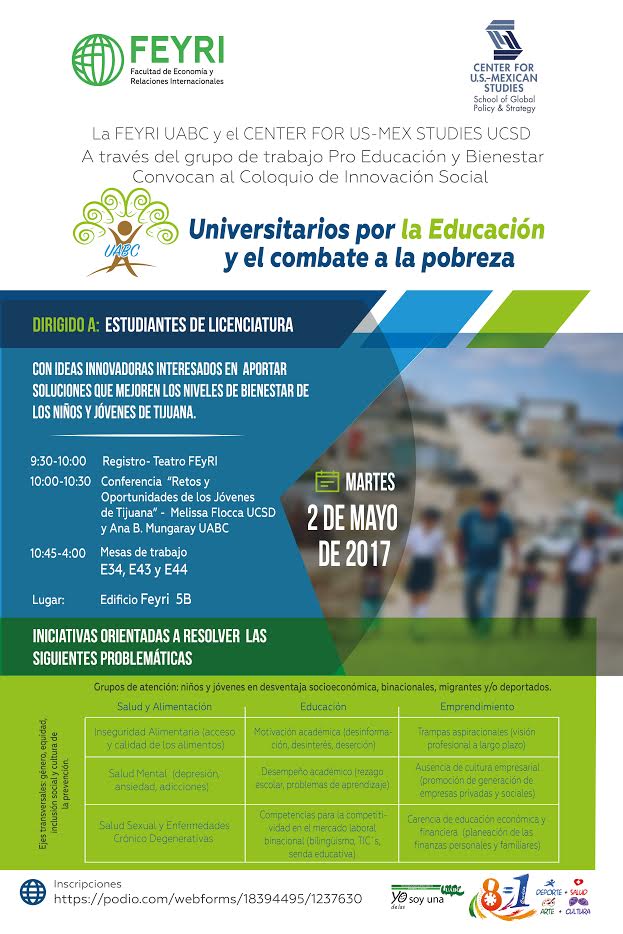 FEYRI
Facultad de Economía y
Relaciones Internacionales
CENTER FOR
U.S.-MEXICAN
STUDIES
School of Global
Policy & Strategy
La FEYRI UABC y el CENTER FOR US-MEX STUDIES UCSD
A través del grupo de trabajo Pro Educación y Bienestar
Convocan al Coloquio de Innovación Social
UABC
Universitarios por la Educación
y el combate a la pobreza
DIRIGIDO A: ESTUDIANTES DE LICENCIATURA
CON IDEAS INNOVADORAS INTERESADOS EN APORTAR
SOLUCIONES QUE MEJOREN LOS NIVELES DE BIENESTAR DE
LOS NIÑOS Y JÓVENES DE TIJUANA.
9:30-10:00 Registro- Teatro FEyRI
10:00-10:30 Conferencia "Retos y
Oportunidades de los Jóvenes
de Tijuana" - Melissa Flocca UCSD
y Ana B. Mungaray UABC
10:45-4:00 Mesas de trabajo
E34, E43 y E44
Lugar: Edificio Feyri 5B
MARTES
2 DE MAYO
DE 2017
INICIATIVAS ORIENTADAS A RESOLVER LAS
SIGUIENTES PROBLEMÁTICAS
Grupos de atención: niños y jóvenes en desventaja socioeconómica, binacionales, migrantes y/o deportados.
Ejes transversales: género, equidad,
inclusión social y cultura de
la prevención.
Salud y Alimentación Educación Emprendimiento
Inseguridad Alimentaria (acceso
y calidad de los alimentos)
Motivación academica (desinforma-
ción, desinterés, deserción)
Trampas aspiracionales (visión
profesional a largo plazo)
Salud Mental (depresión,
ansiedad, adicciones)
Desempeño académico (rezago
escolar, problemas de aprendizaje)
Ausencia de cultura empresarial
(promoción de generación de
empresas privadas y sociales)
Salud Sexual y Enfermedades
Crónico Degenerativas
Competencias para la competiti-
vidad en el mercado laboral
binacional (bilingüismo, TIC´s,
senda educativa)
Carencia de educación económica y
financiera (planeación de las
finanzas personales y familiares)
Inscripciones
https://podio.com/webforms/18394495/1237630
yo soy una
de las
UABC
8=1
DEPORTE + SALUD
ARTE + CULTURA